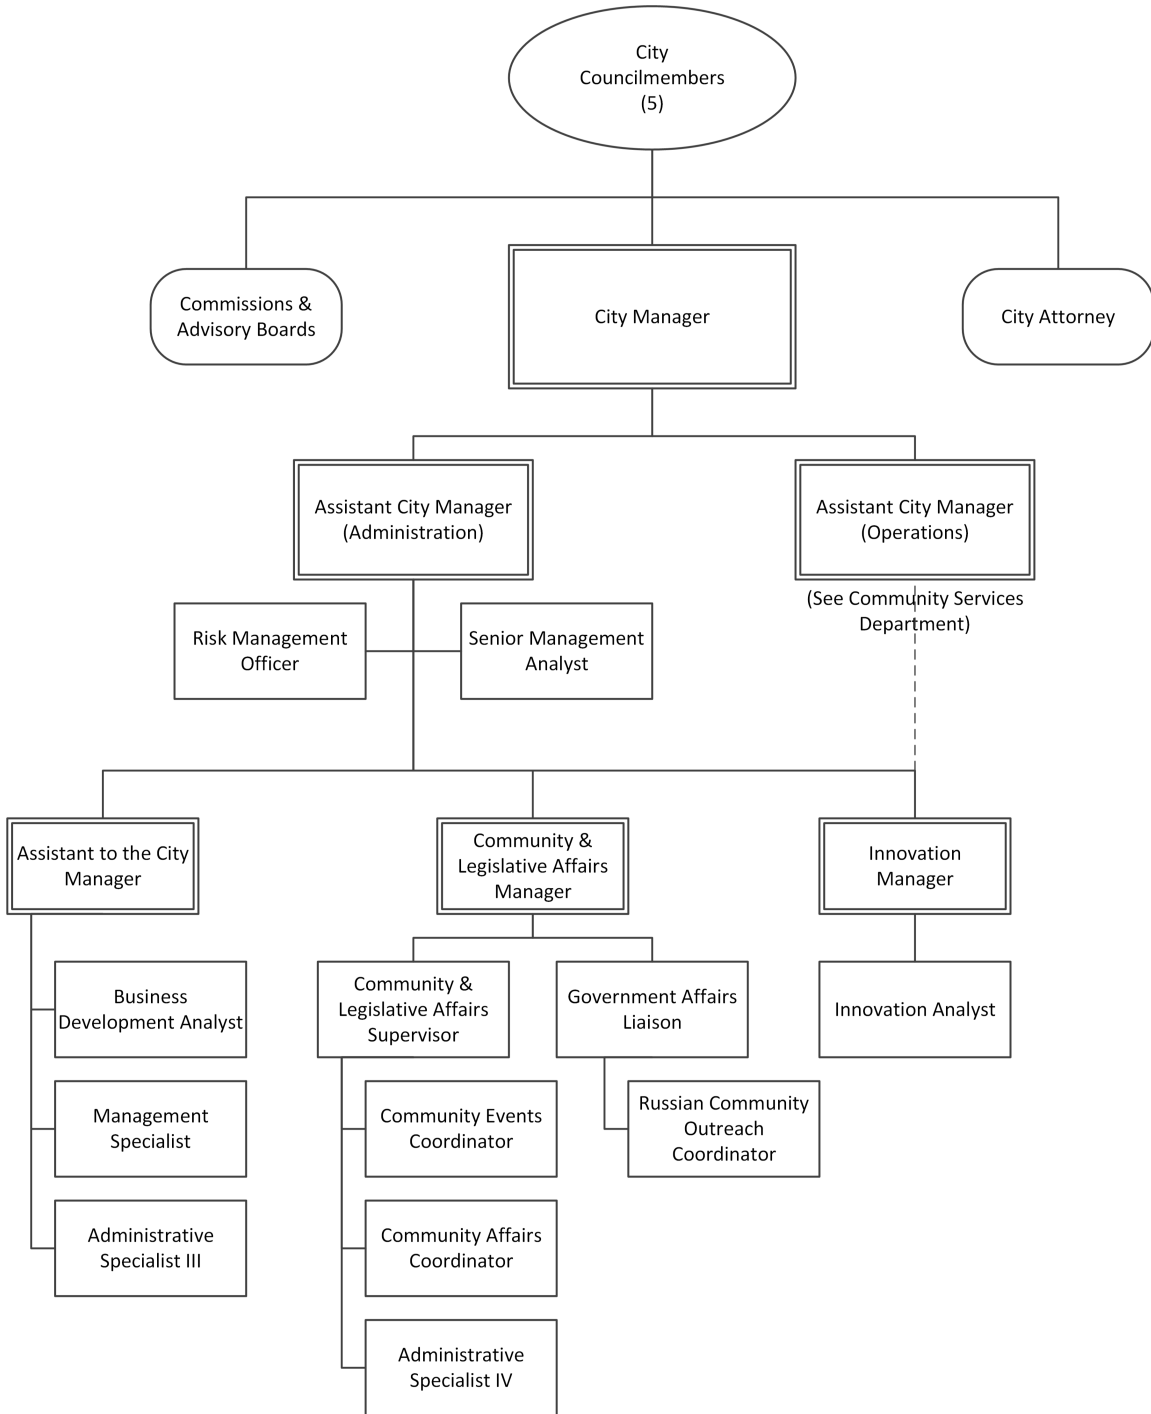 City
Councilmembers
(5)
Commissions &
Advisory Boards
City Manager
City Attorney
Assistant City Manager
(Administration)
Assistant City Manager
(Operations)
(See Community Services
Department)
Risk Management
Officer
Senior Management
Analyst
Assistant to the City
Manager
Community &
Legislative Affairs
Manager
Innovation
Manager
Business
Development Analyst
Community &
Legislative Affairs
Supervisor
Government Affairs
Liaison
Innovation Analyst
Management
Specialist
Community Events
Coordinator
Russian Community
Outreach
Coordinator
Administrative
Specialist III
Community Affairs
Coordinator
Administrative
Specialist IV